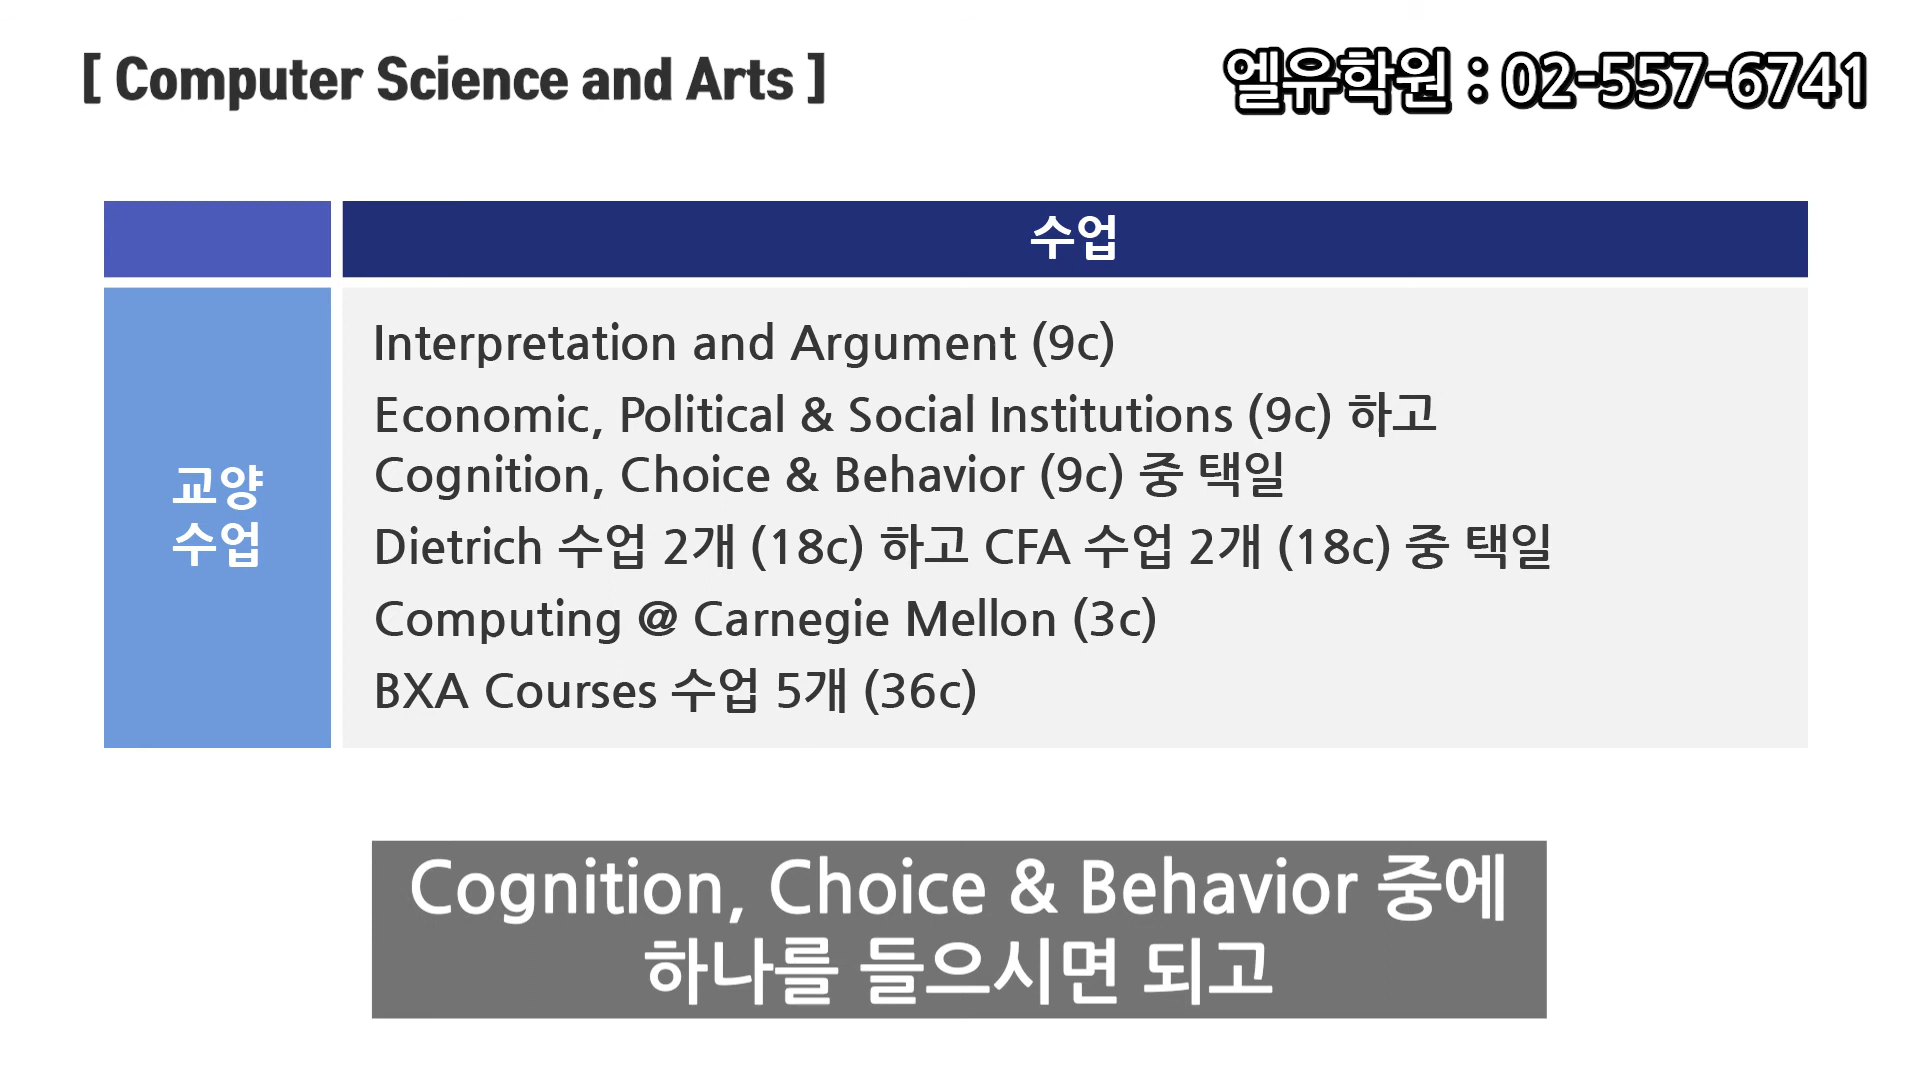 [ Computer Science and Arts ]
엘유학원 : 02-557-6741
수업
교양
수업
Interpretation and Argument (9c)
Economic, Political & Social Institutions (9c) 하고
Cognition, Choice & Behavior (9c) 중 택일
Dietrich 수업 2개 (18c) 하고 CFA 수업 2개 (18c) 중 택일
Computing @ Carnegie Mellon (3c)
BXA Courses 수업 5개 (36c)
Cognition, Choice & Behavior 중에
하나를 들으시면 되고